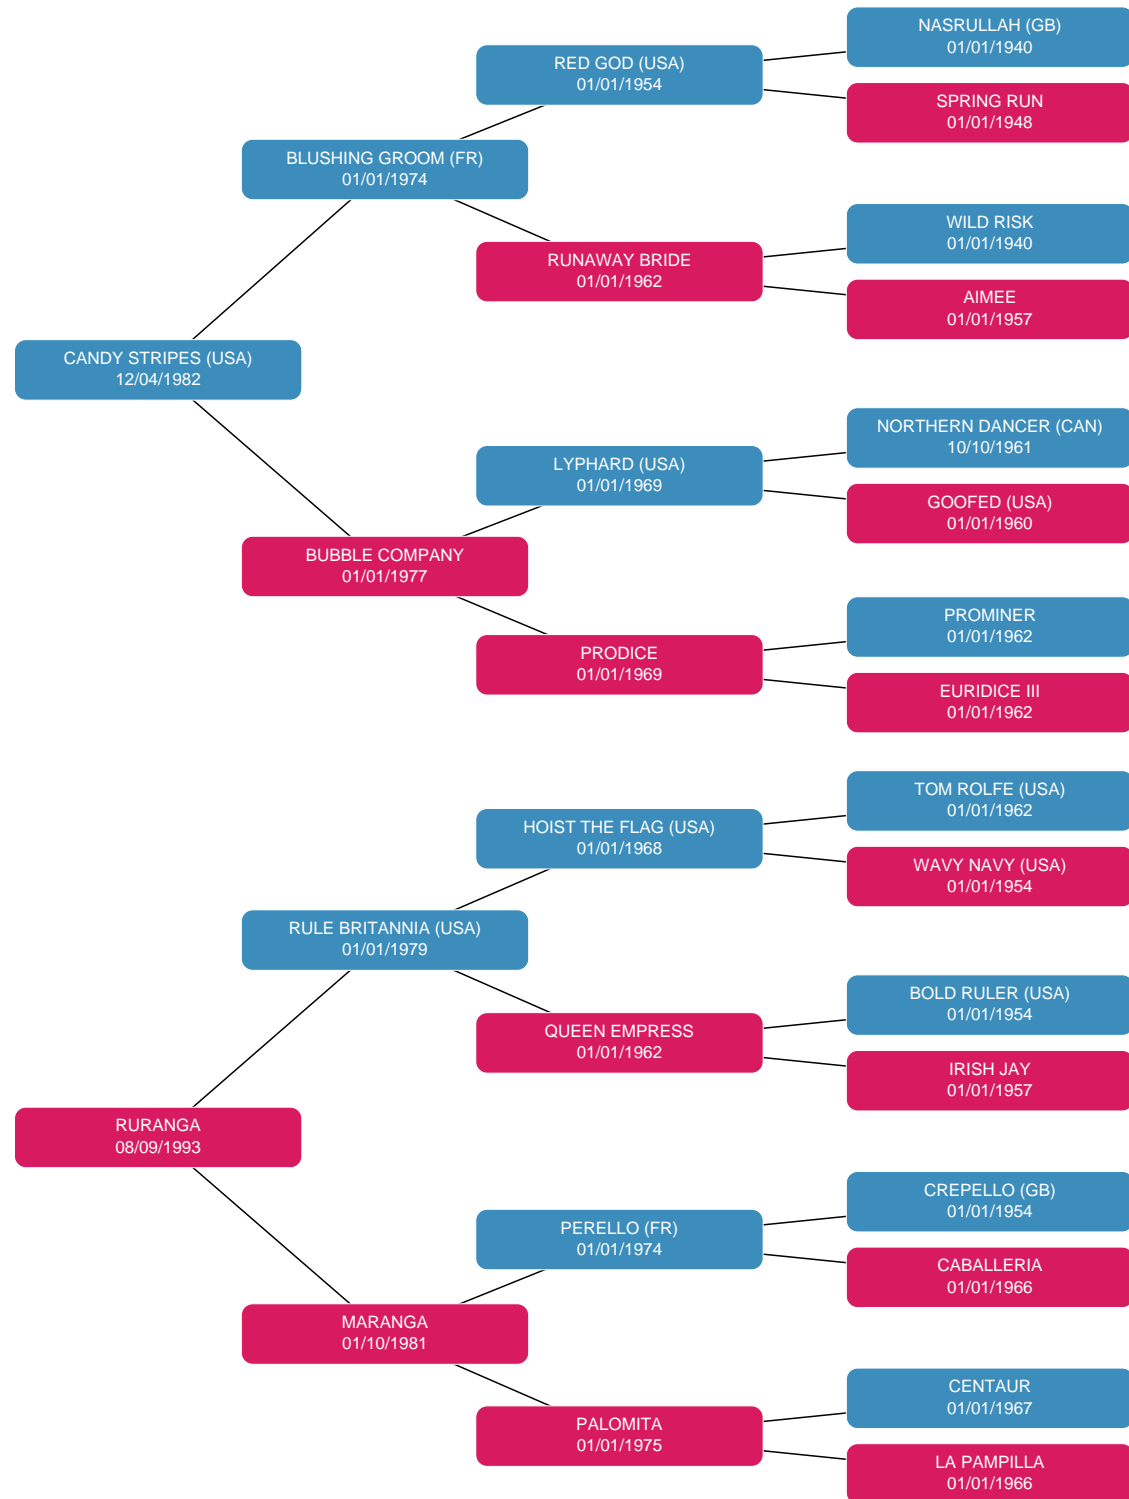 NASRULLAH (GB)
01/01/1940
RED GOD (USA)
01/01/1954
SPRING RUN
01/01/1948
BLUSHING GROOM (FR)
01/01/1974
WILD RISK
01/01/1940
RUNAWAY BRIDE
01/01/1962
AIMEE
01/01/1957
CANDY STRIPES (USA)
12/04/1982
NORTHERN DANCER (CAN)
10/10/1961
LYPHARD (USA)
01/01/1969
GOOFED (USA)
01/01/1960
BUBBLE COMPANY
01/01/1977
PROMINER
01/01/1962
PRODICE
01/01/1969
EURIDICE III
01/01/1962
TOM ROLFE (USA)
01/01/1962
HOIST THE FLAG (USA)
01/01/1968
WAVY NAVY (USA)
01/01/1954
RULE BRITANNIA (USA)
01/01/1979
BOLD RULER (USA)
01/01/1954
QUEEN EMPRESS
01/01/1962
IRISH JAY
01/01/1957
RURANGA
08/09/1993
CREPELLO (GB)
01/01/1954
PERELLO (FR)
01/01/1974
CABALLERIA
01/01/1966
MARANGA
01/10/1981
CENTAUR
01/01/1967
PALOMITA
01/01/1975
LA PAMPILLA
01/01/1966